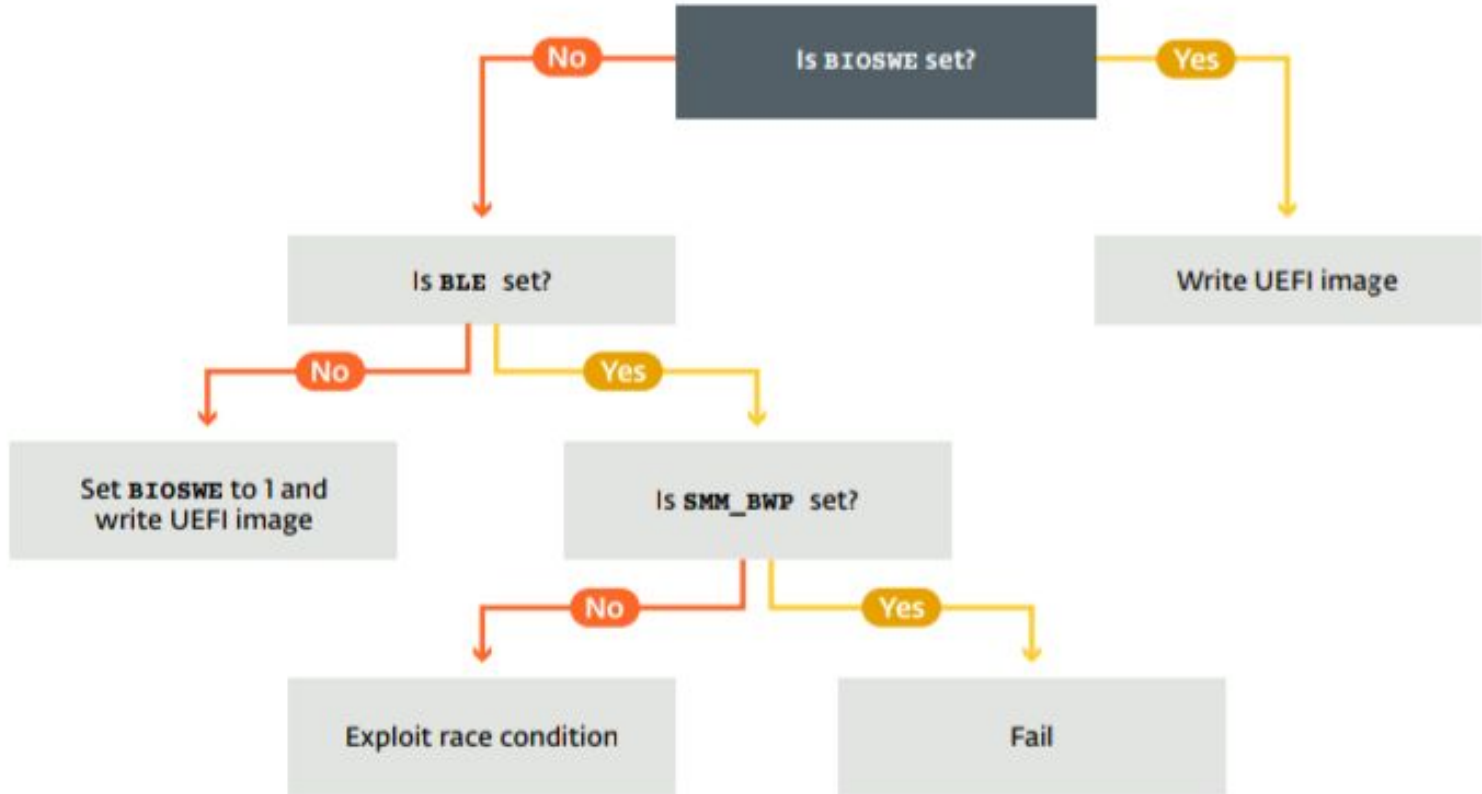 Is BIOSWE set?
No
Yes
Is BLE set?
Write UEFI image
No
Yes
Set BIOSWE to 1 and
write UEFI image
Is SMM_BWP set?
No
Yes
Exploit race condition
Fail